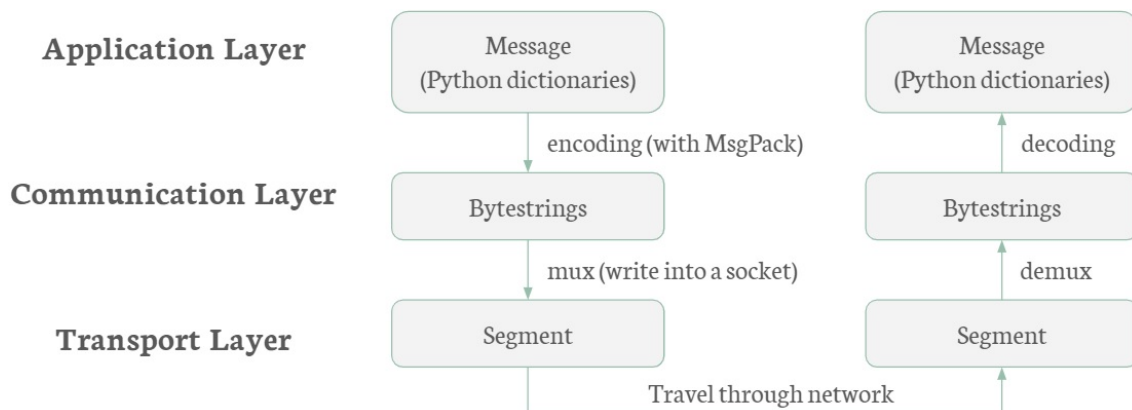 Application Layer
Message
(Python dictionaries)
Message
(Python dictionaries)
encoding (with MsgPack)
decoding
Communication Layer
Bytestrings
Bytestrings
mux (write into a socket)
demux
Transport Layer
Segment
Segment
Travel through network